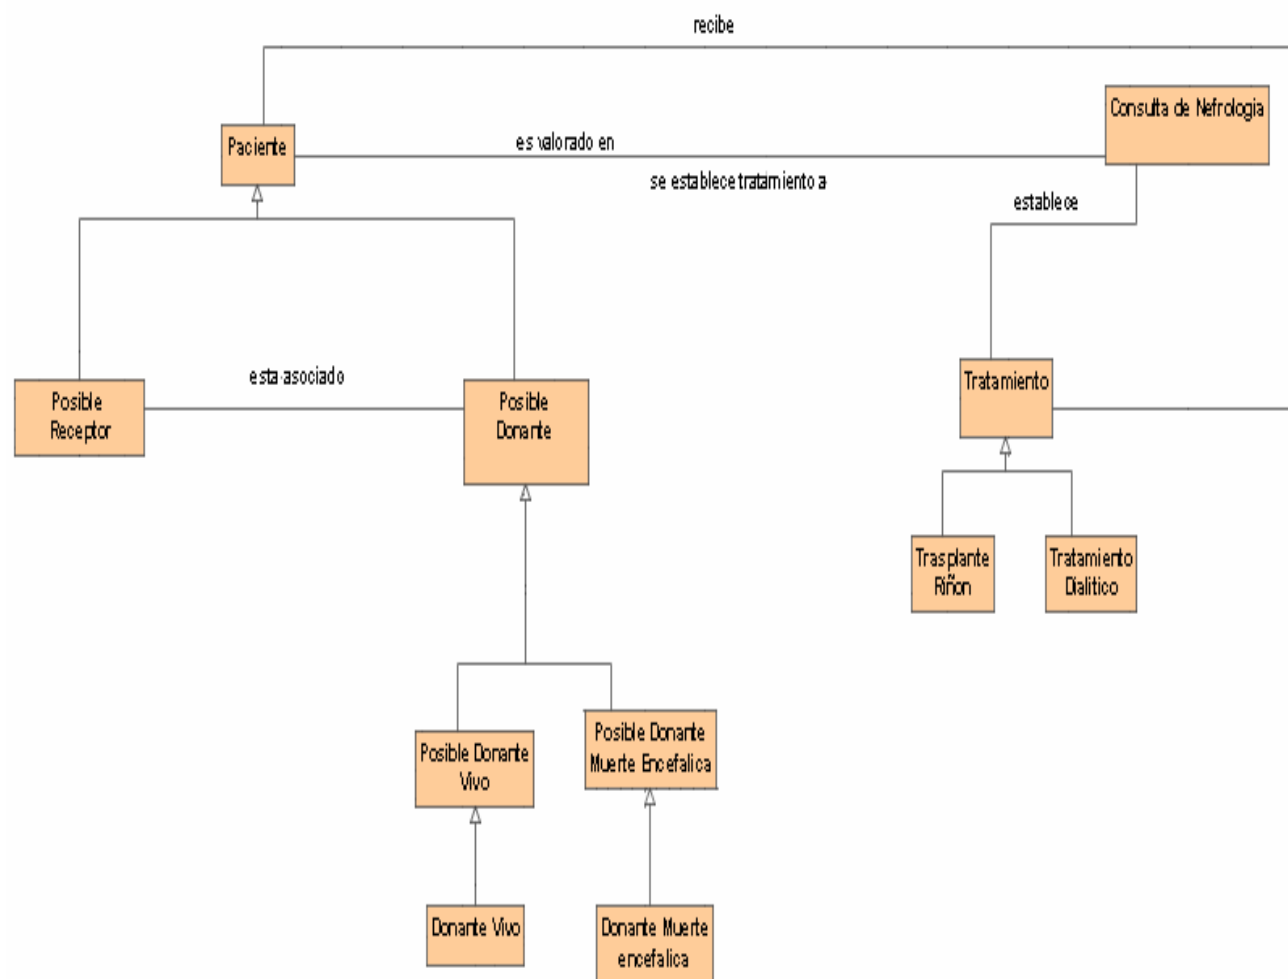 recibe
Consulta de Nefrologia
Paciente
es valorado en
se establece tratamiento a
establece
Posible
Receptor
esta asociado
Posible
Donante
Tratamiento
Trasplante
Riñon
Tratamiento
Dialitico
Posible Donante
Vivo
Posible Donante
Muerte Encefalica
Donante Vivo
Donante Muerte
encefalica